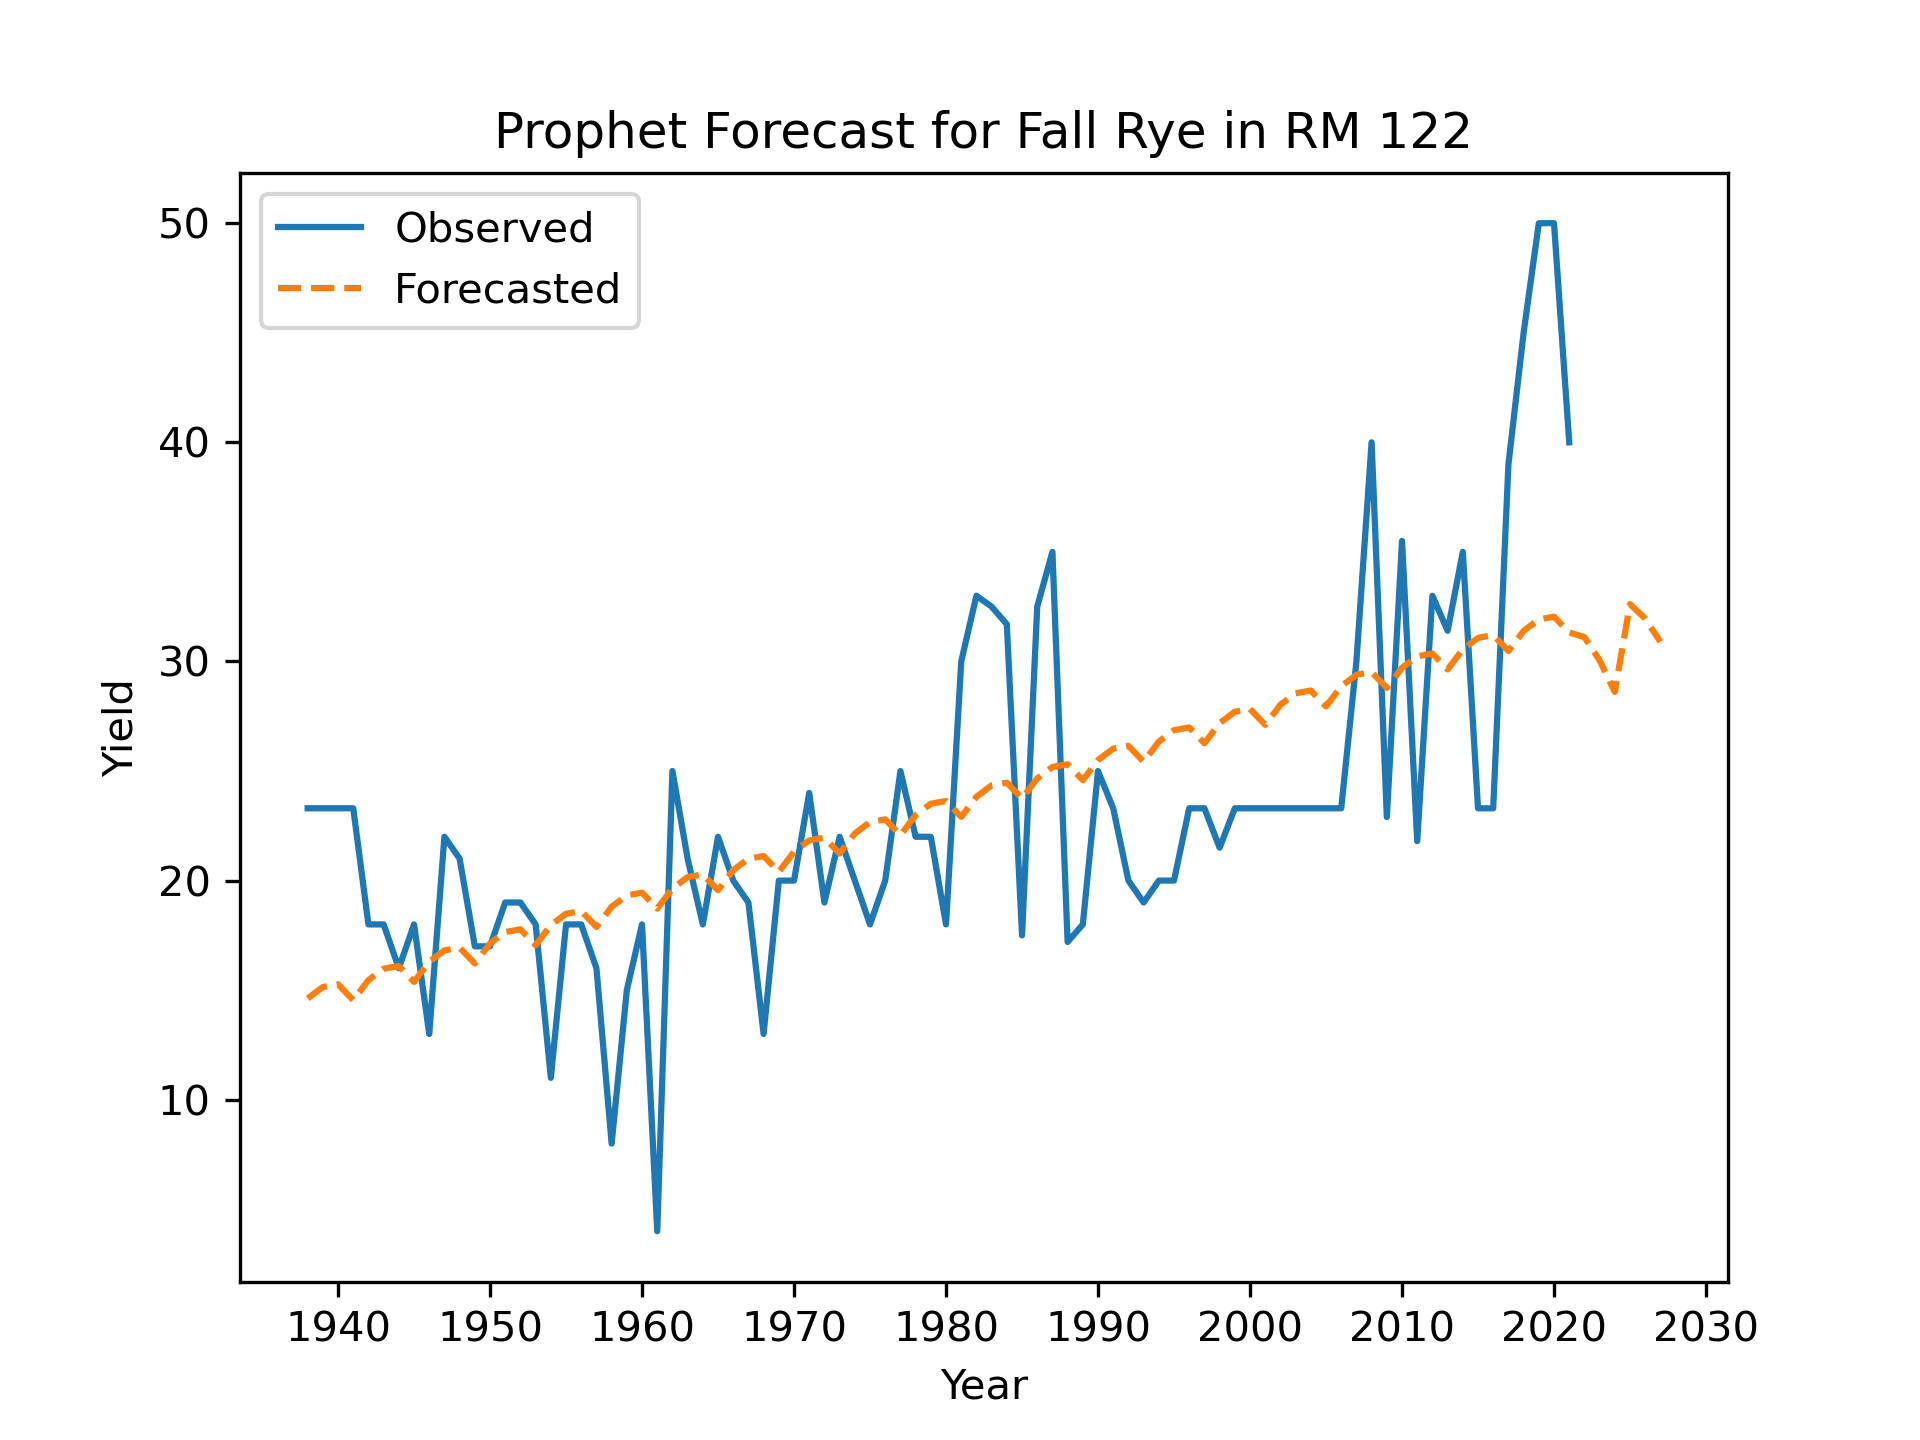 Prophet Forecast for Fall Rye in RM 122
Observed
Forecasted
50
40
30
20
10
Yield
1940 1950 1960 1970 1980 1990 2000 2010 2020 2030
Year